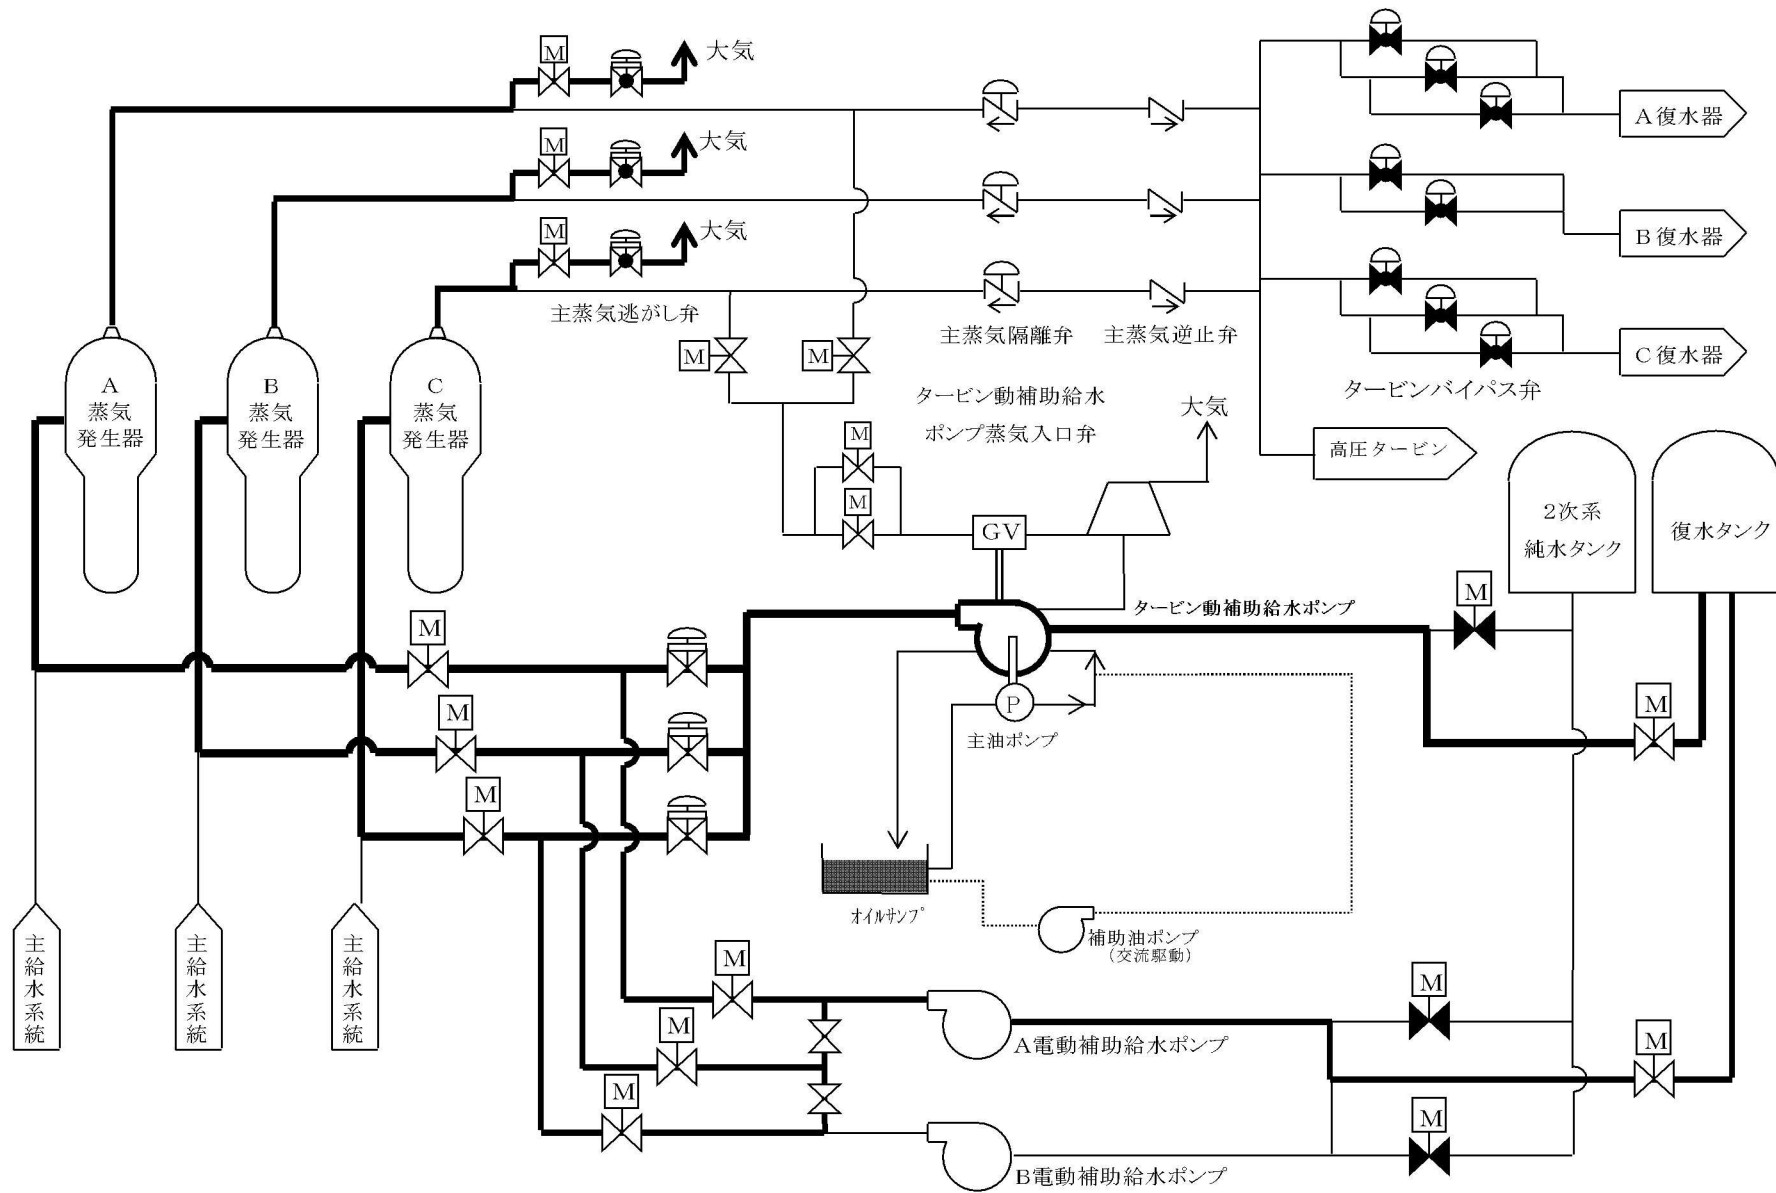 M
大気
M
大気
M
大気
主蒸気逃がし弁
主蒸気隔離弁
主蒸気逆止弁
A復水器
B復水器
C復水器
タービンバイパス弁
A
蒸気
発生器
B
蒸気
発生器
C
蒸気
発生器
M
M
タービン動補助給水
ポンプ蒸気入口弁
大気
高圧タービン
M
M
GV
2次系
純水タンク
復水タンク
タービン動補助給水ポンプ
M
M
M
M
M
P
主油ポンプ
オイルサンプ
補助油ポンプ
(交流駆動)
主給水系統
主給水系統
主給水系統
M
M
M
A電動補助給水ポンプ
B電動補助給水ポンプ
M
M
M